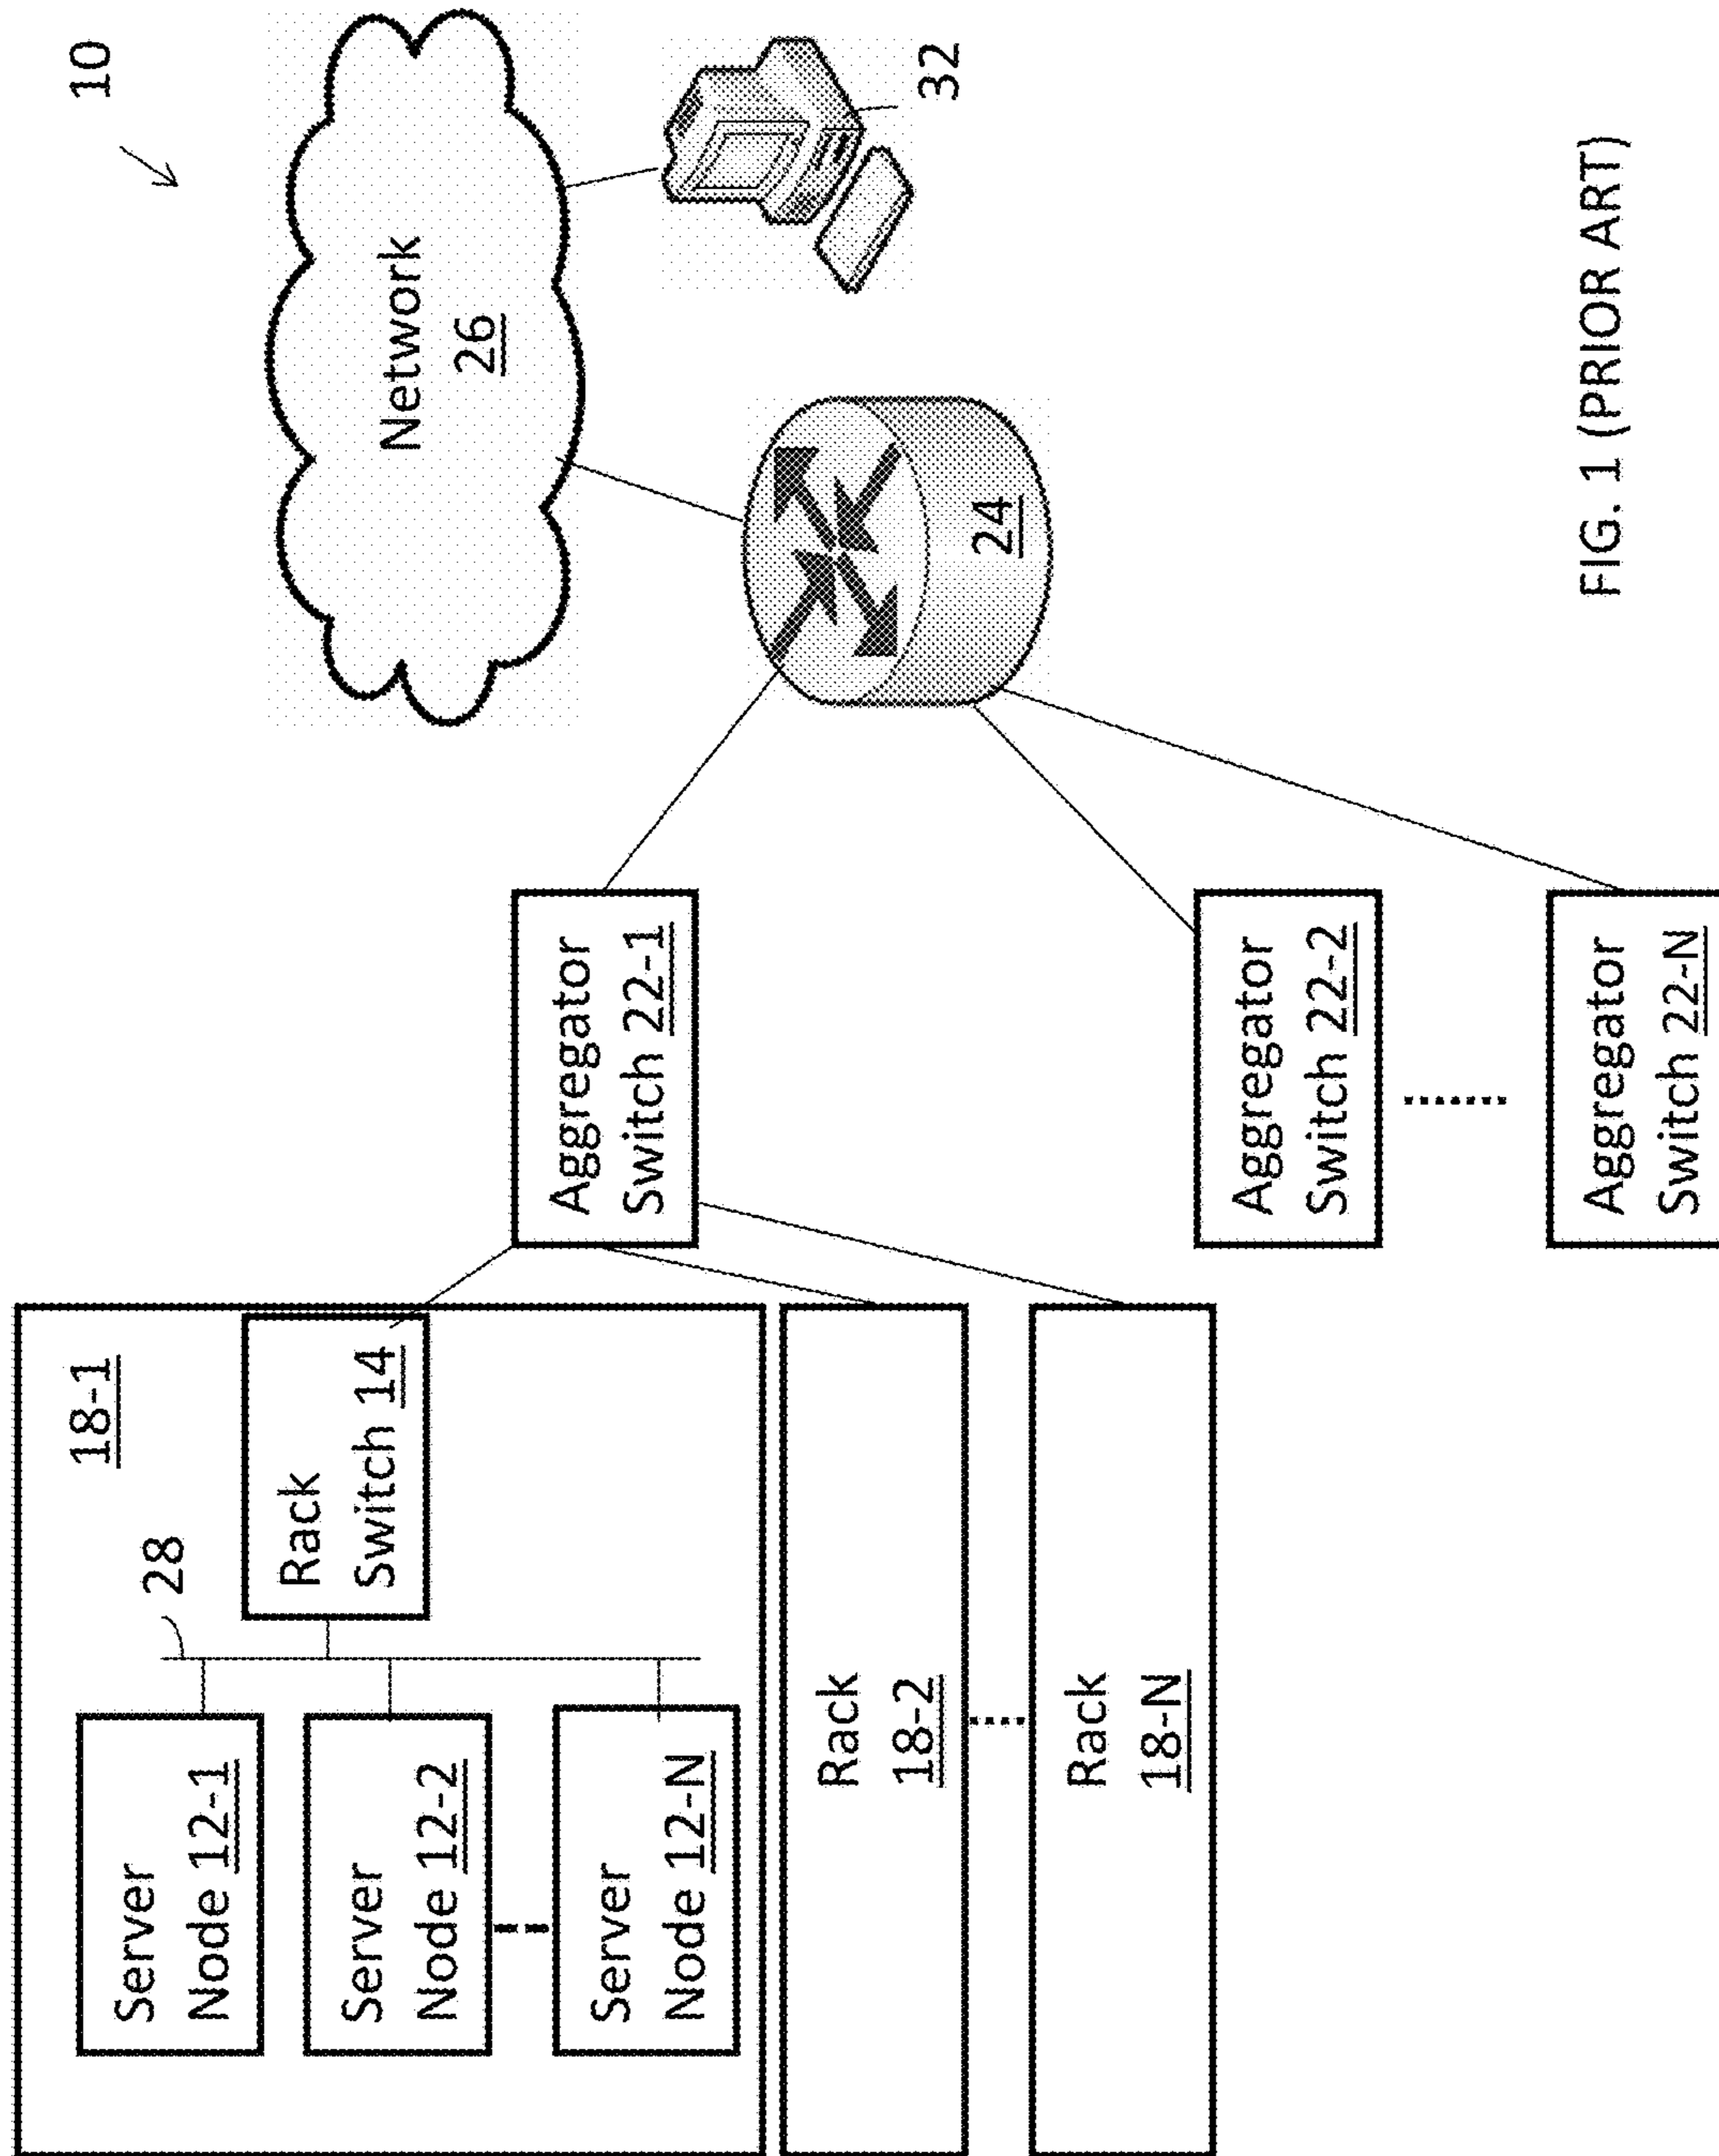 10
Network
26
32
24
18-1
28
Rack
Switch 14
Server
Node 12-1
Server
Node 12-2
Server
Node 12-N
Rack
18-2
Rack
18-N
Aggregator
Switch 22-1
Aggregator
Switch 22-2
Aggregator
Switch 22-N
FIG. 1 (PRIOR ART)